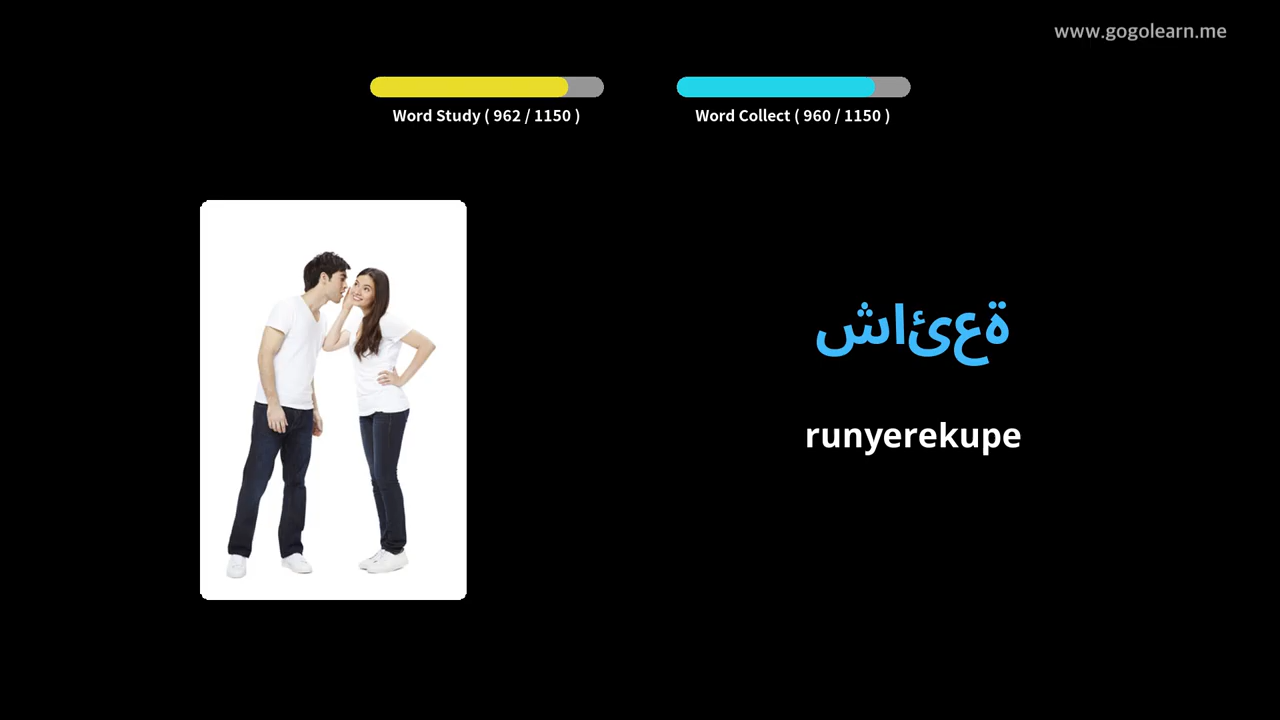 www.gogolearn.me
Word Study ( 962 / 1150 )
Word Collect ( 960 / 1150 )
شائعة
runyerekupe